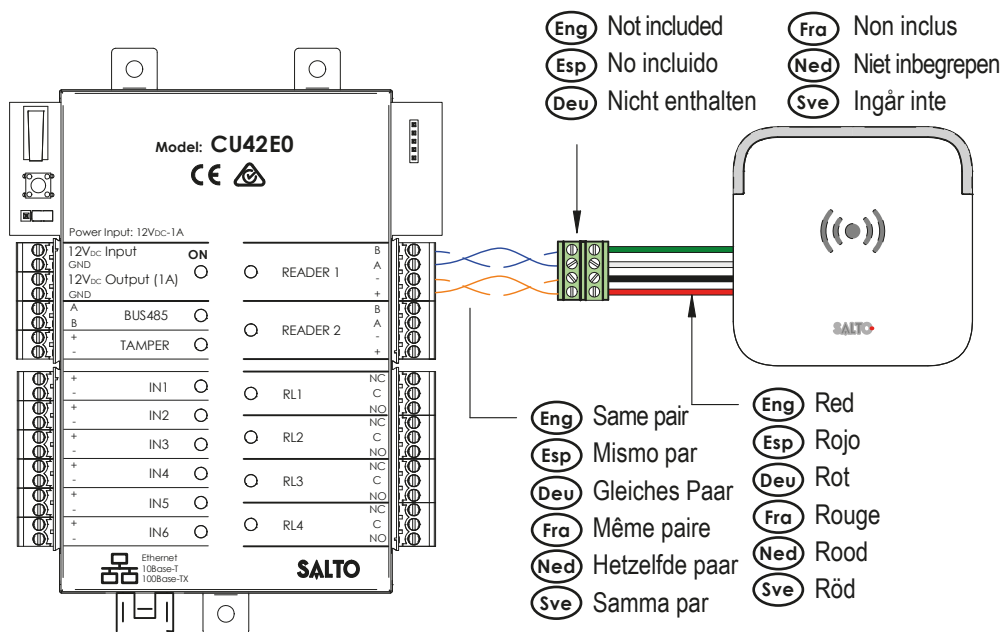 Eng Not included
Esp No incluido
Deu Nicht enthalten
Fra Non inclus
Ned Niet inbegrepen
Sve Ingår inte
Model: CU42E0
CE
Power Input: 12VDC-1A
12VDC Input ON
GND
12VDC Output (1A)
GND
A
B
BUS485
+
-
TAMPER
+
-
IN1
+
-
IN2
+
-
IN3
+
-
IN4
+
-
IN5
+
-
IN6
READER 1
B
A
-
+
READER 2
B
A
-
+
RL1
NC
C
NO
RL2
NC
C
NO
RL3
NC
C
NO
RL4
NC
C
NO
Ethernet
10Base-T
100Base-TX
SALTO
SALTO
Eng Same pair
Esp Mismo par
Deu Gleiches Paar
Fra Même paire
Ned Hetzelfde paar
Sve Samma par
Eng Red
Esp Rojo
Deu Rot
Fra Rouge
Ned Rood
Sve Röd